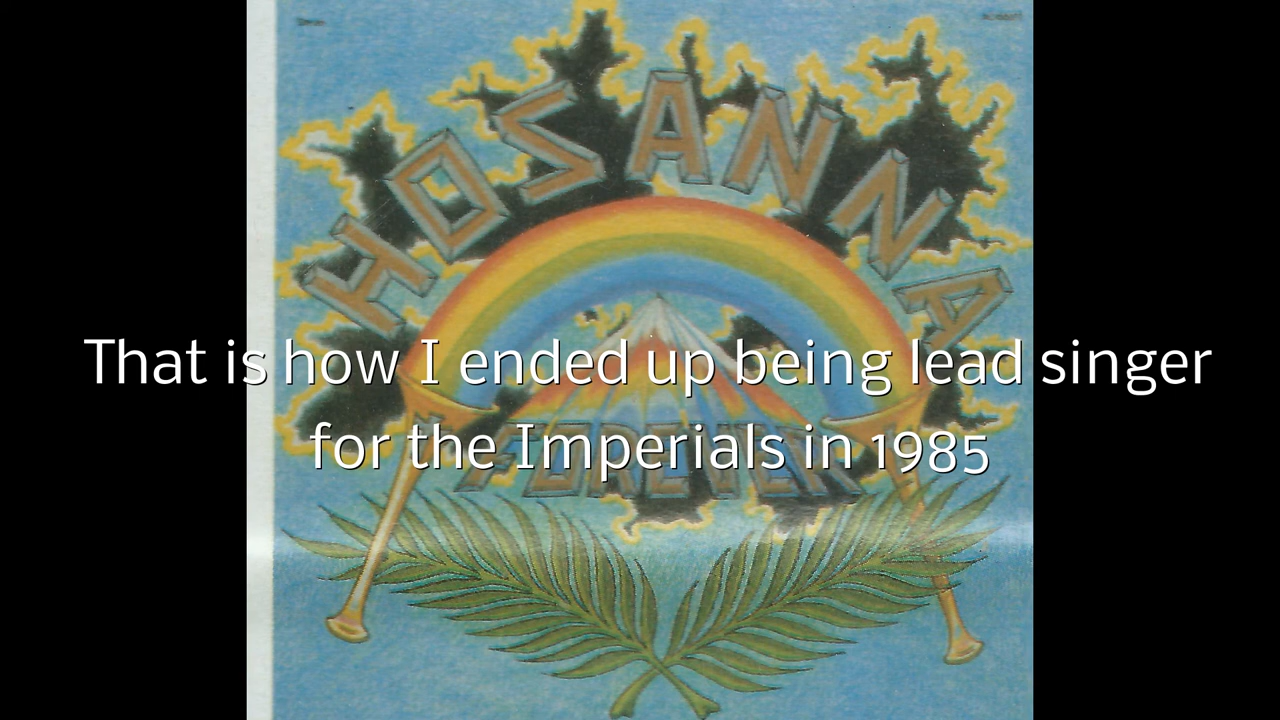 HOSANNA
That is how I ended up being lead singer
for the Imperials in 1985
FOREVER